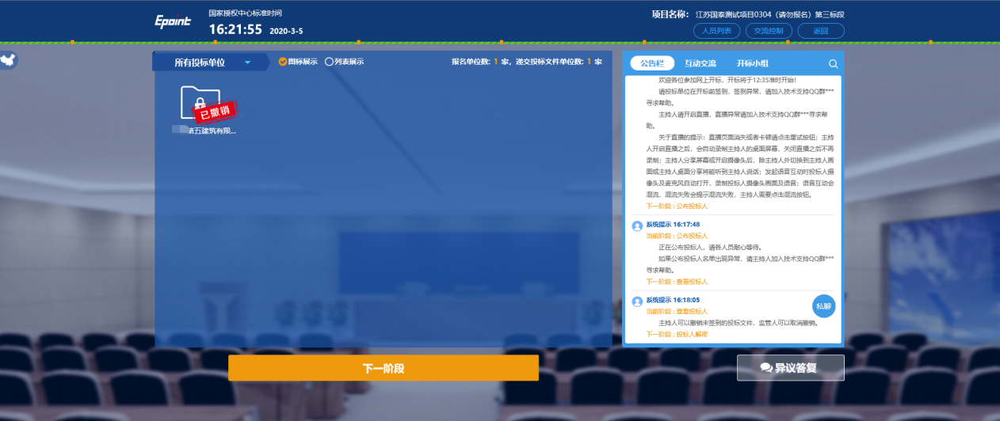 Epoint
国家授权中心标准时间
16:21:55 2020-3-5
项目名称： 江苏国泰测试项目0304（请勿报名）第三标段
人员列表 交流控制 返回
所有投标单位 图标展示 列表展示 报名单位数: 1 家，递交投标文件单位数: 1 家
已撤销
第五建筑有限...
公告栏 互动交流 开标小组
欢迎各位参加网上开标，开标将于12:35准时开始！
请投标单位在开标前签到，签到异常，请加入技术支持QQ群***
寻求帮助。
主持人请开启直播，直播异常请加入技术支持QQ群***寻求帮
助。
关于直播的提示：直播页面消失或者卡顿请点击重试按钮；主持
人开启直播之后，会自动录制主持人的桌面屏幕，关闭直播之后不再
录制；主持人分享屏幕或开启摄像头后，除主持人外切换到主持人画
面或主持人桌面分享将能听到主持人说话；发起语音互动时投标人摄
像头及麦克风自动打开，录制投标人摄像头画面及语音；语音互动会
混流，混流失败会提示混流失败，主持人需要点击混流按钮。
下一阶段：公布投标人
系统提示 16:17:48
当前阶段：公布投标人
正在公布投标人，请各人员耐心等待。
如果公布投标人名单出现异常，请主持人加入技术支持QQ群***
寻求帮助。
下一阶段：查看投标人
系统提示 16:18:05
当前阶段：查看投标人
主持人可以撤销未签到的投标文件，监管人可以取消撤销。
下一阶段：投标人解密
私聊
下一阶段
异议答复